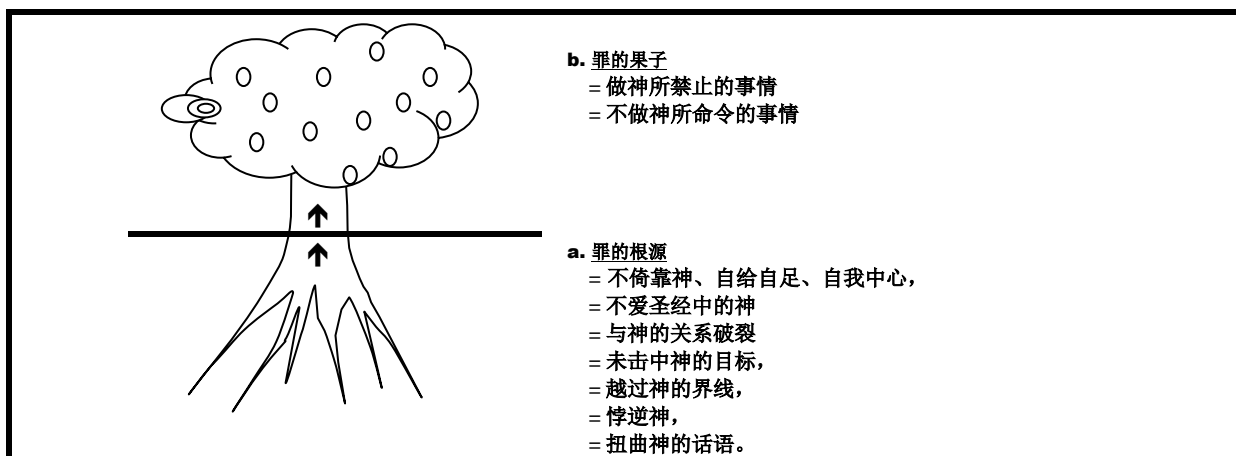 b. 罪的果子
= 做神所禁止的事情
= 不做神所命令的事情
a. 罪的根源
= 不倚靠神、自给自足、自我中心，
= 不爱圣经中的神
= 与神的关系破裂
= 未击中神的目标，
= 越过神的界线，
= 悖逆神，
= 扭曲神的话语。